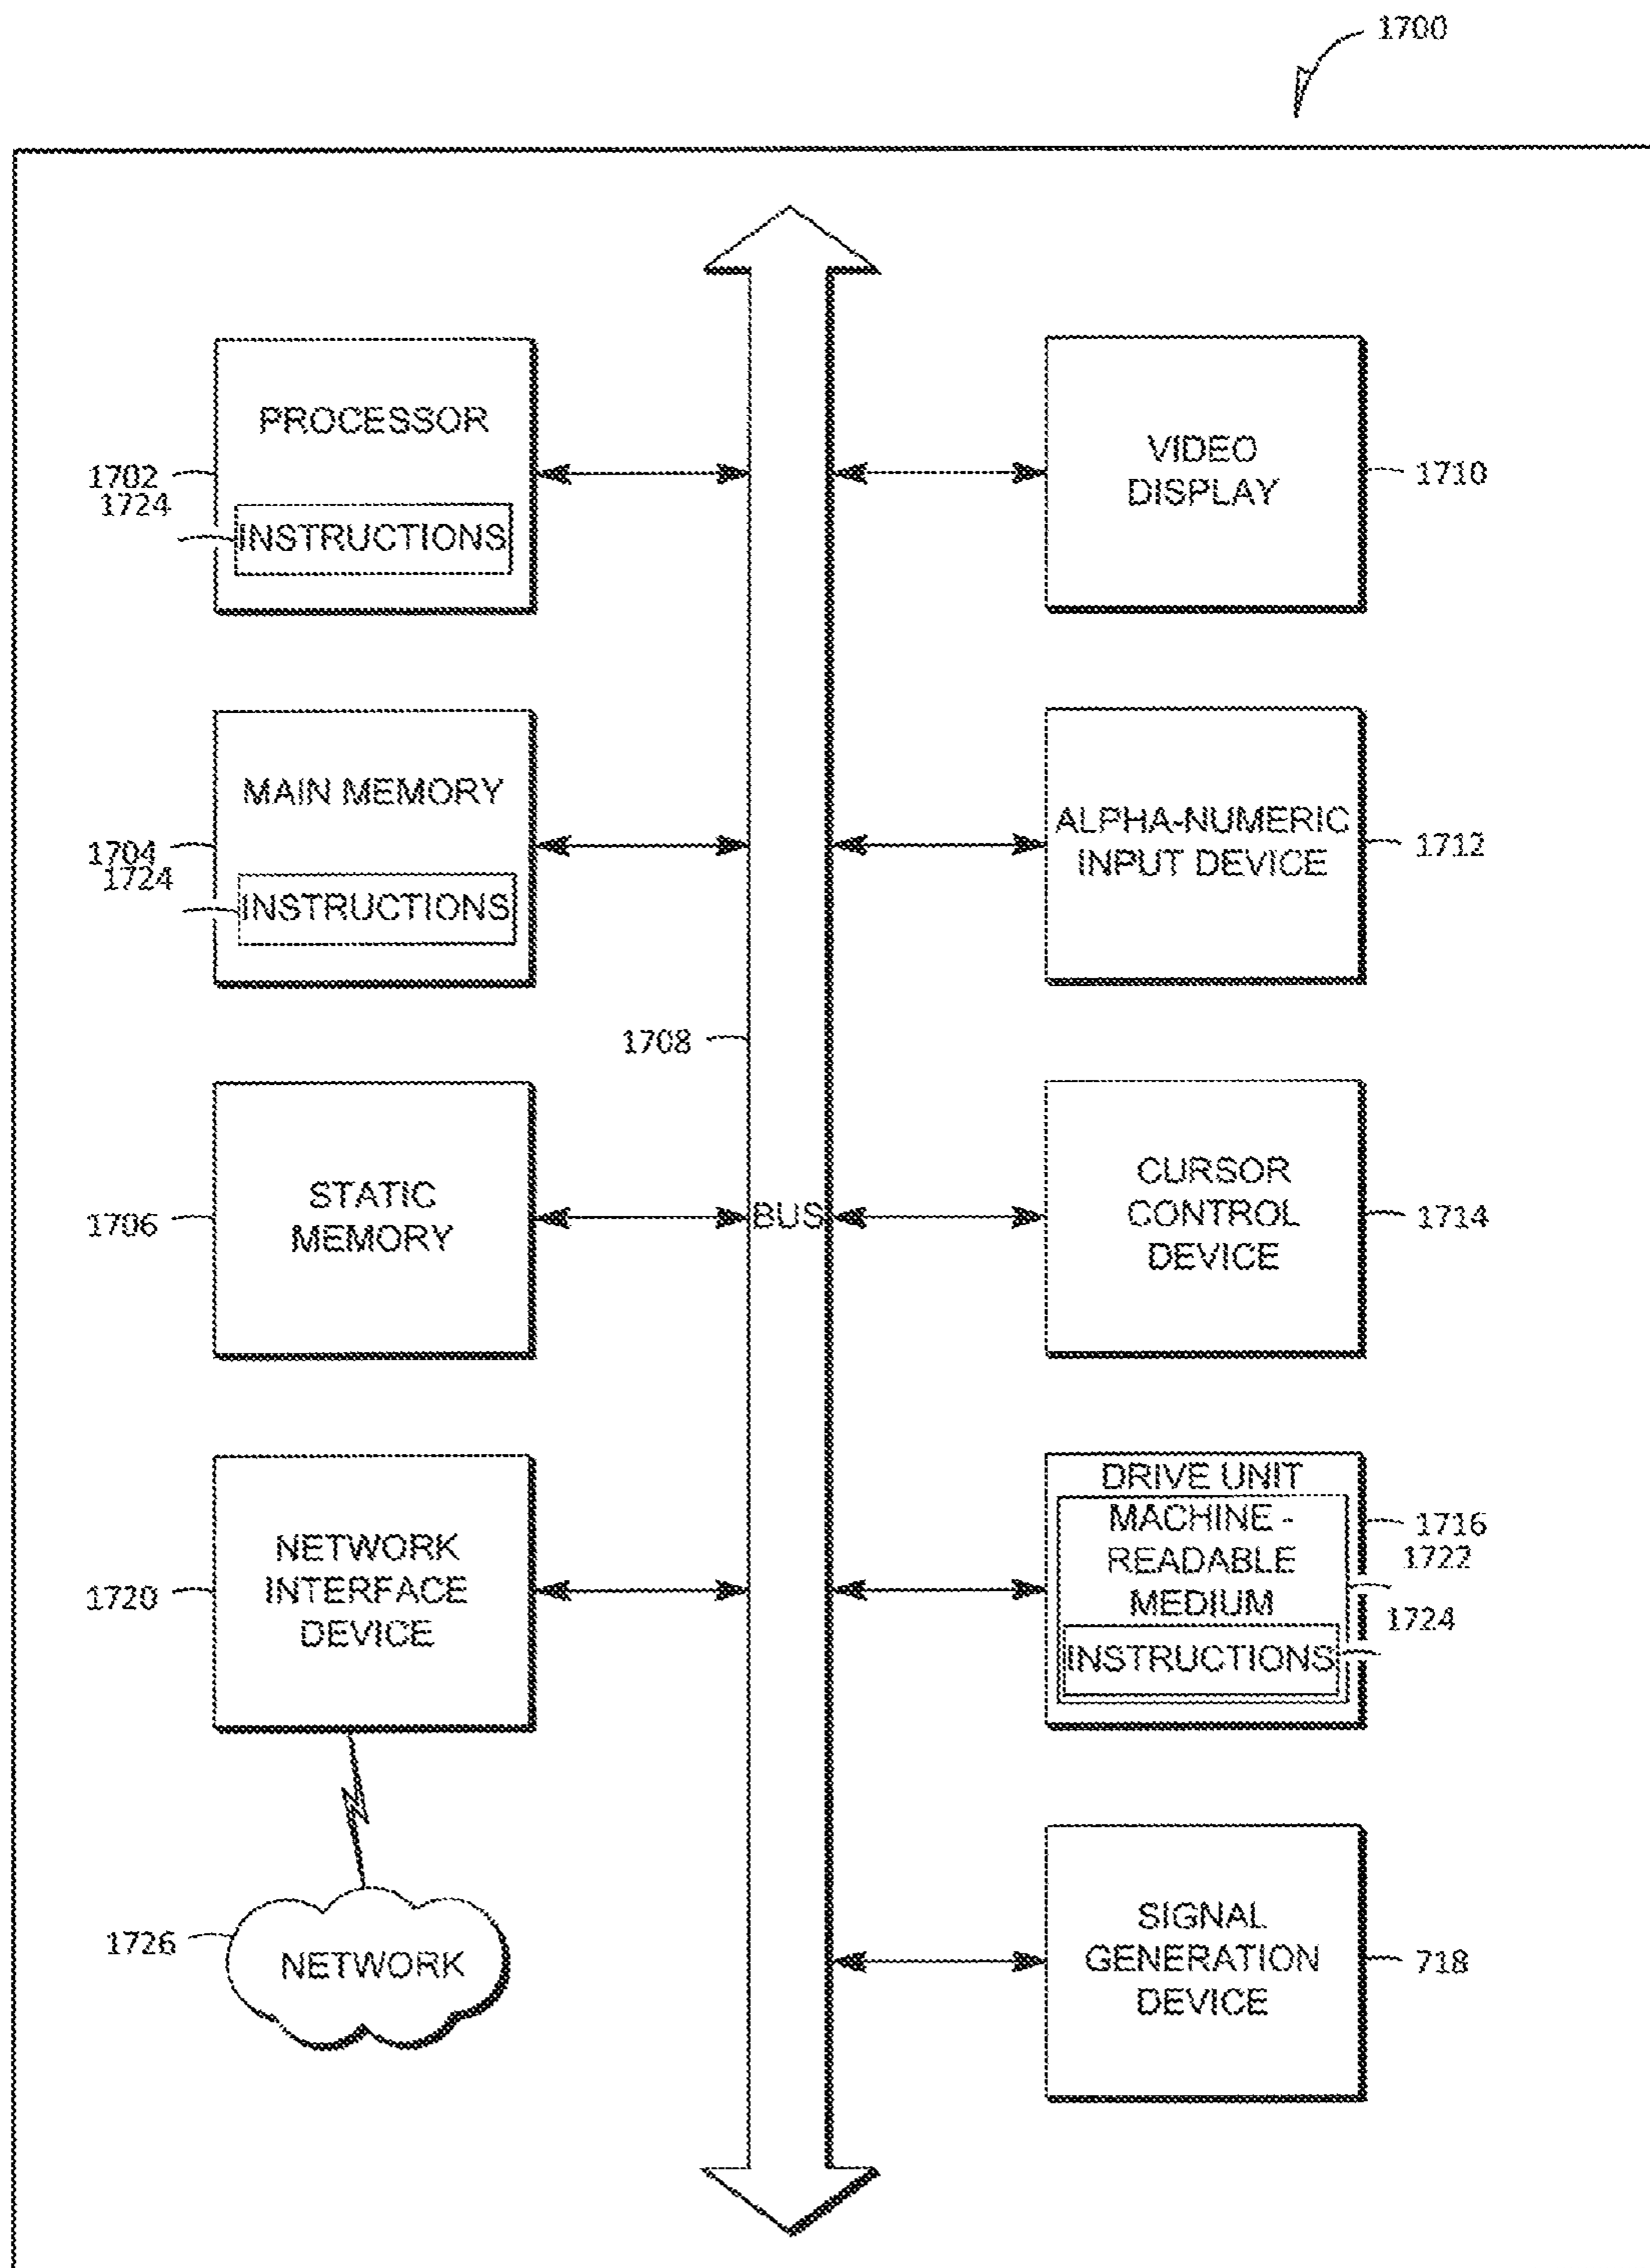 1700
PROCESSOR
1702
1724
INSTRUCTIONS
VIDEO
DISPLAY
1710
MAIN MEMORY
1704
1724
INSTRUCTIONS
ALPHA-NUMERIC
INPUT DEVICE
1712
1708
STATIC
MEMORY
1706
BUS
CURSOR
CONTROL
DEVICE
1714
NETWORK
INTERFACE
DEVICE
1720
DRIVE UNIT
MACHINE -
READABLE
MEDIUM
INSTRUCTIONS
1716
1722
1724
NETWORK
1726
SIGNAL
GENERATION
DEVICE
718